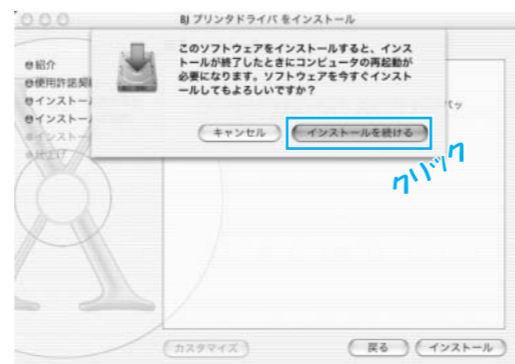 BJ プリンタドライバ をインストール
このソフトウェアをインストールすると、インス
トールが終了したときにコンピュータの再起動が
必要になります。ソフトウェアを今すぐインスト
ールしてもよろしいですか？
キャンセル
インストールを続ける
クリック
紹介
使用許諾契
インストー
インストー
インストー
パッ
カスタマイズ
戻る
インストール